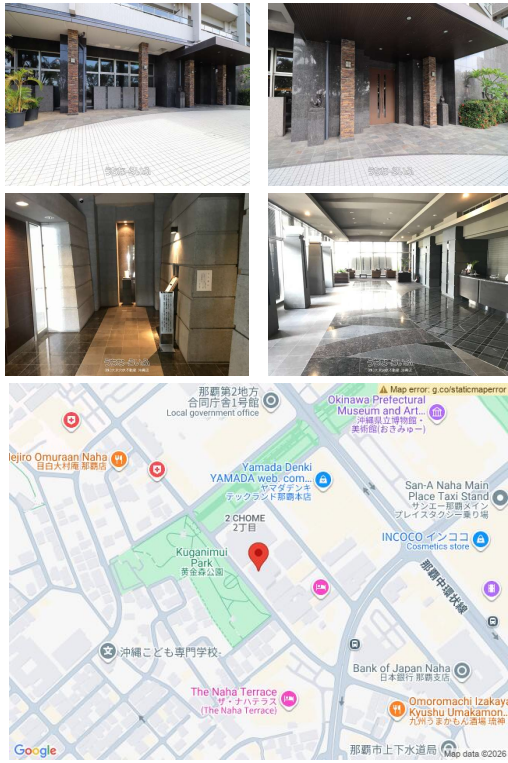 那覇第2地方
合同庁舎1号館
Local government office
Map error: g.co/staticmaperror
Okinawa Prefectural
Museum and Art...
沖縄県立博物館・
美術館(おきみゅー)
lejiro Omuraan Naha
目白大村庵 那覇店
Yamada Denki
YAMADA web. com...
ヤマダデンキ
テックランド那覇本店
San-A Naha Main
Place Taxi Stand
サンエー那覇メイン
プレイスタクシー乗り場
2 CHOME
2丁目
INCOCO インココ
Cosmetics store
Kuganimui
Park
黄金森公園
那覇中環状線
沖縄こども専門学校
Bank of Japan Naha
日本銀行 那覇支店
The Naha Terrace
ザ・ナハテラス
(The Naha Terrace)
Omoromachi Izakaya
Kyushu Umakamon...
九州うまかもん酒場 琉神
那覇市上下水道局
Google
Map data ©2026